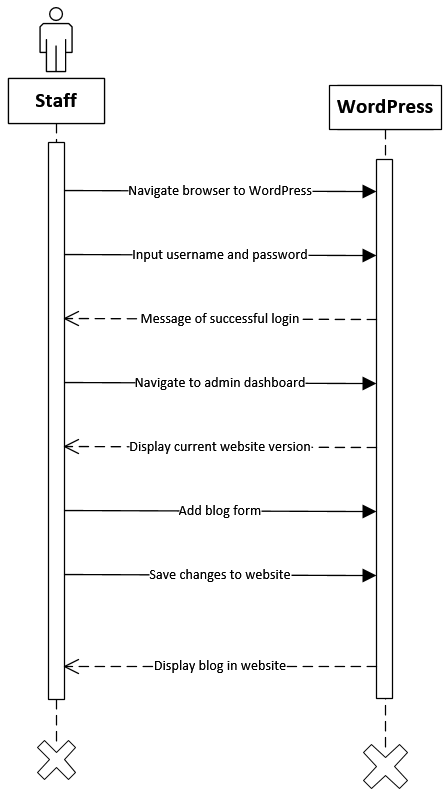 Staff
WordPress
Navigate browser to WordPress
Input username and password
Message of successful login
Navigate to admin dashboard
Display current website version
Add blog form
Save changes to website
Display blog in website